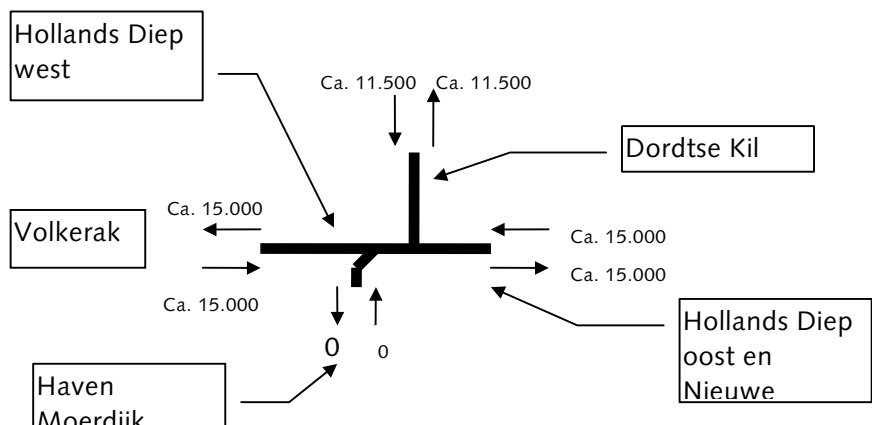 Hollands Diep
west
Ca. 11.500
Ca. 11.500
Dordtse Kil
Volkerak
Ca. 15.000
Ca. 15.000
Ca. 15.000
Ca. 15.000
0
0
Hollands Diep
oost en
Nieuwe
Haven
Moerdijk